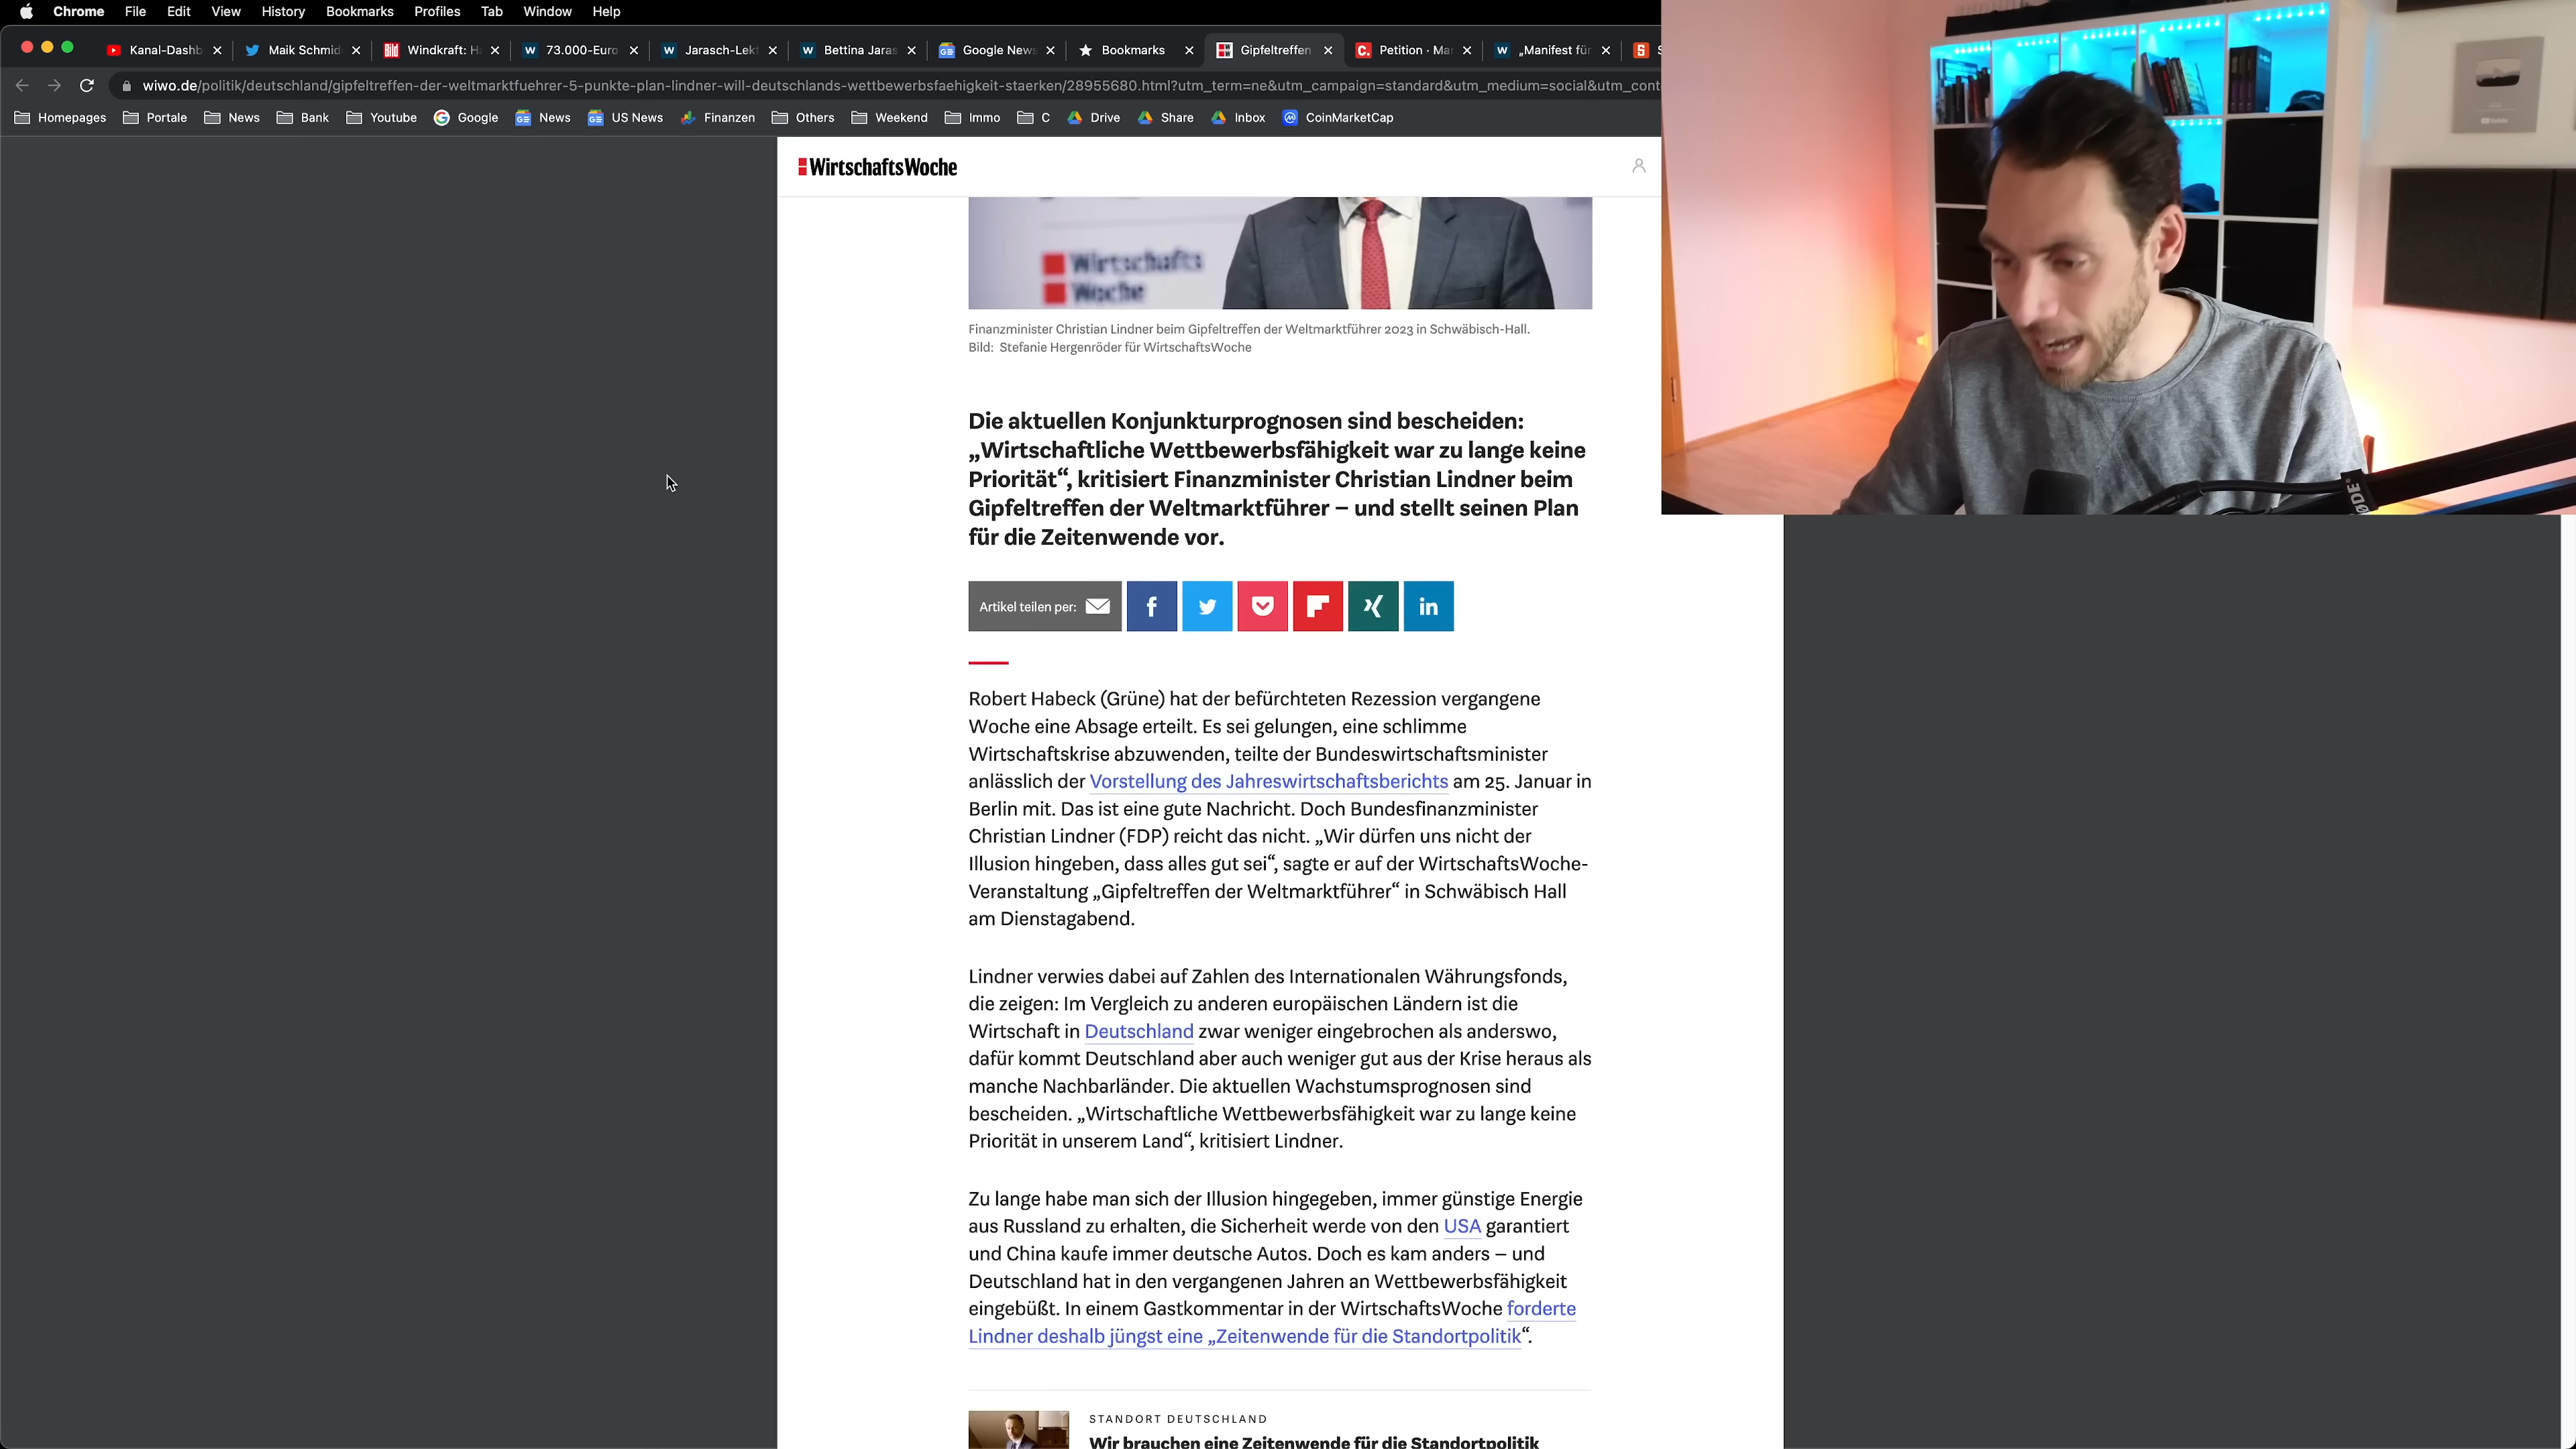 Chrome File Edit View History Bookmarks Profiles Tab Window Help
Kanal-Dashb Maik Schmid Windkraft: H 73.000-Euro Jarasch-Lekt Bettina Jaras Google News Bookmarks Gipfeltreffen Petition · Mar „Manifest für S
wiwo.de/politik/deutschland/gipfeltreffen-der-weltmarktfuehrer-5-punkte-plan-lindner-will-deutschlands-wettbewerbsfaehigkeit-staerken/28955680.html?utm_term=ne&utm_campaign=standard&utm_medium=social&utm_cont
Homepages Portale News Bank Youtube Google News US News Finanzen Others Weekend Immo C Drive Share Inbox CoinMarketCap
WirtschaftsWoche
Wirtschafts
Woche
Finanzminister Christian Lindner beim Gipfeltreffen der Weltmarktführer 2023 in Schwäbisch-Hall.
Bild: Stefanie Hergenröder für WirtschaftsWoche
Die aktuellen Konjunkturprognosen sind bescheiden:
„Wirtschaftliche Wettbewerbsfähigkeit war zu lange keine
Priorität“, kritisiert Finanzminister Christian Lindner beim
Gipfeltreffen der Weltmarktführer – und stellt seinen Plan
für die Zeitenwende vor.
Artikel teilen per:
Robert Habeck (Grüne) hat der befürchteten Rezession vergangene
Woche eine Absage erteilt. Es sei gelungen, eine schlimme
Wirtschaftskrise abzuwenden, teilte der Bundeswirtschaftsminister
anlässlich der Vorstellung des Jahreswirtschaftsberichts am 25. Januar in
Berlin mit. Das ist eine gute Nachricht. Doch Bundesfinanzminister
Christian Lindner (FDP) reicht das nicht. „Wir dürfen uns nicht der
Illusion hingeben, dass alles gut sei“, sagte er auf der WirtschaftsWoche-
Veranstaltung „Gipfeltreffen der Weltmarktführer“ in Schwäbisch Hall
am Dienstagabend.
Lindner verwies dabei auf Zahlen des Internationalen Währungsfonds,
die zeigen: Im Vergleich zu anderen europäischen Ländern ist die
Wirtschaft in Deutschland zwar weniger eingebrochen als anderswo,
dafür kommt Deutschland aber auch weniger gut aus der Krise heraus als
manche Nachbarländer. Die aktuellen Wachstumsprognosen sind
bescheiden. „Wirtschaftliche Wettbewerbsfähigkeit war zu lange keine
Priorität in unserem Land“, kritisiert Lindner.
Zu lange habe man sich der Illusion hingegeben, immer günstige Energie
aus Russland zu erhalten, die Sicherheit werde von den USA garantiert
und China kaufe immer deutsche Autos. Doch es kam anders – und
Deutschland hat in den vergangenen Jahren an Wettbewerbsfähigkeit
eingebüßt. In einem Gastkommentar in der WirtschaftsWoche forderte
Lindner deshalb jüngst eine „Zeitenwende für die Standortpolitik“.
STANDORT DEUTSCHLAND
Wir brauchen eine Zeitenwende für die Standortpolitik
RØDE